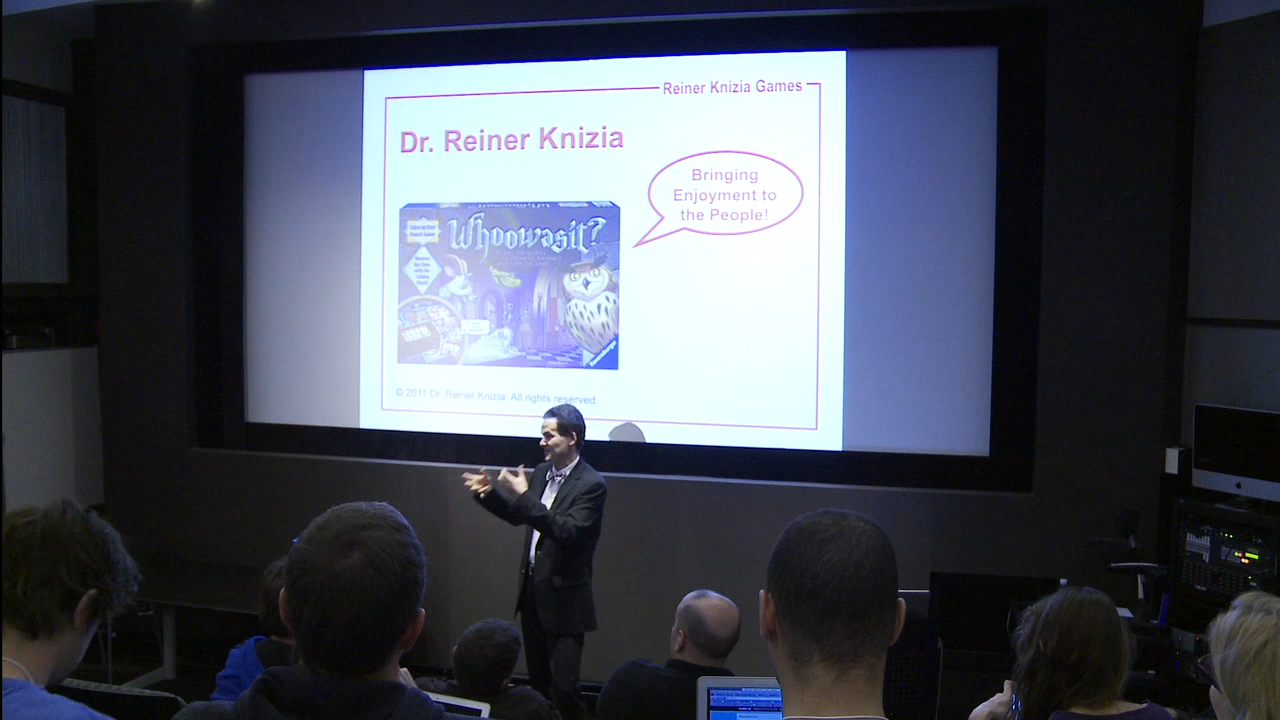 Reiner Knizia Games
Dr. Reiner Knizia
Bringing
Enjoyment to
the People!
Whoowasit?
© 2011 Dr. Reiner Knizia. All rights reserved.